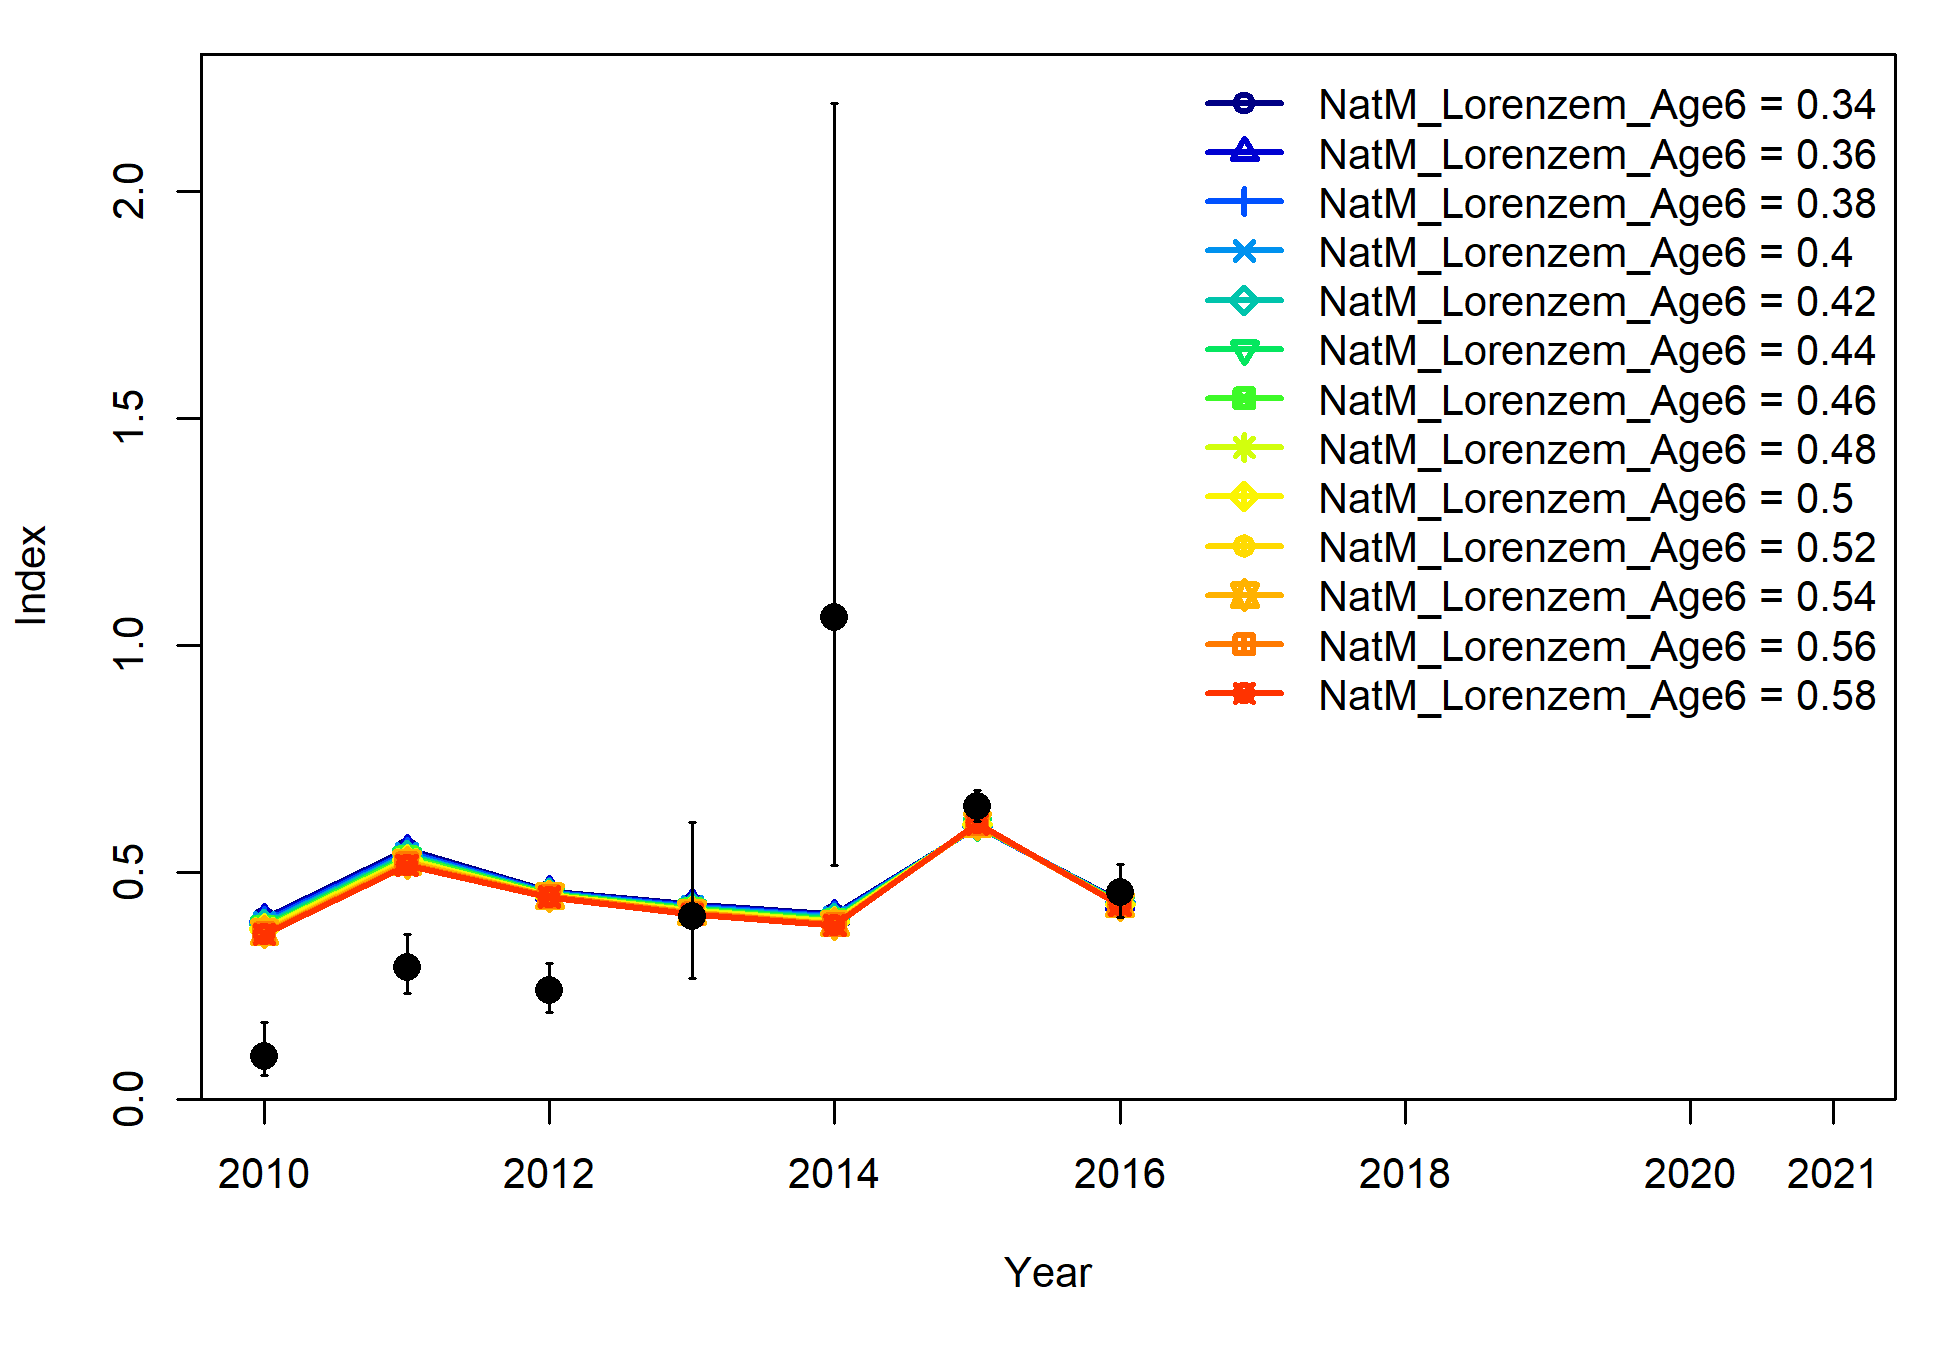 NatM_Lorenzem_Age6 = 0.34
NatM_Lorenzem_Age6 = 0.36
NatM_Lorenzem_Age6 = 0.38
NatM_Lorenzem_Age6 = 0.4
NatM_Lorenzem_Age6 = 0.42
NatM_Lorenzem_Age6 = 0.44
NatM_Lorenzem_Age6 = 0.46
NatM_Lorenzem_Age6 = 0.48
NatM_Lorenzem_Age6 = 0.5
NatM_Lorenzem_Age6 = 0.52
NatM_Lorenzem_Age6 = 0.54
NatM_Lorenzem_Age6 = 0.56
NatM_Lorenzem_Age6 = 0.58
2.0
1.5
1.0
0.5
0.0
Index
2010 2012 2014 2016 2018 2020 2021
Year